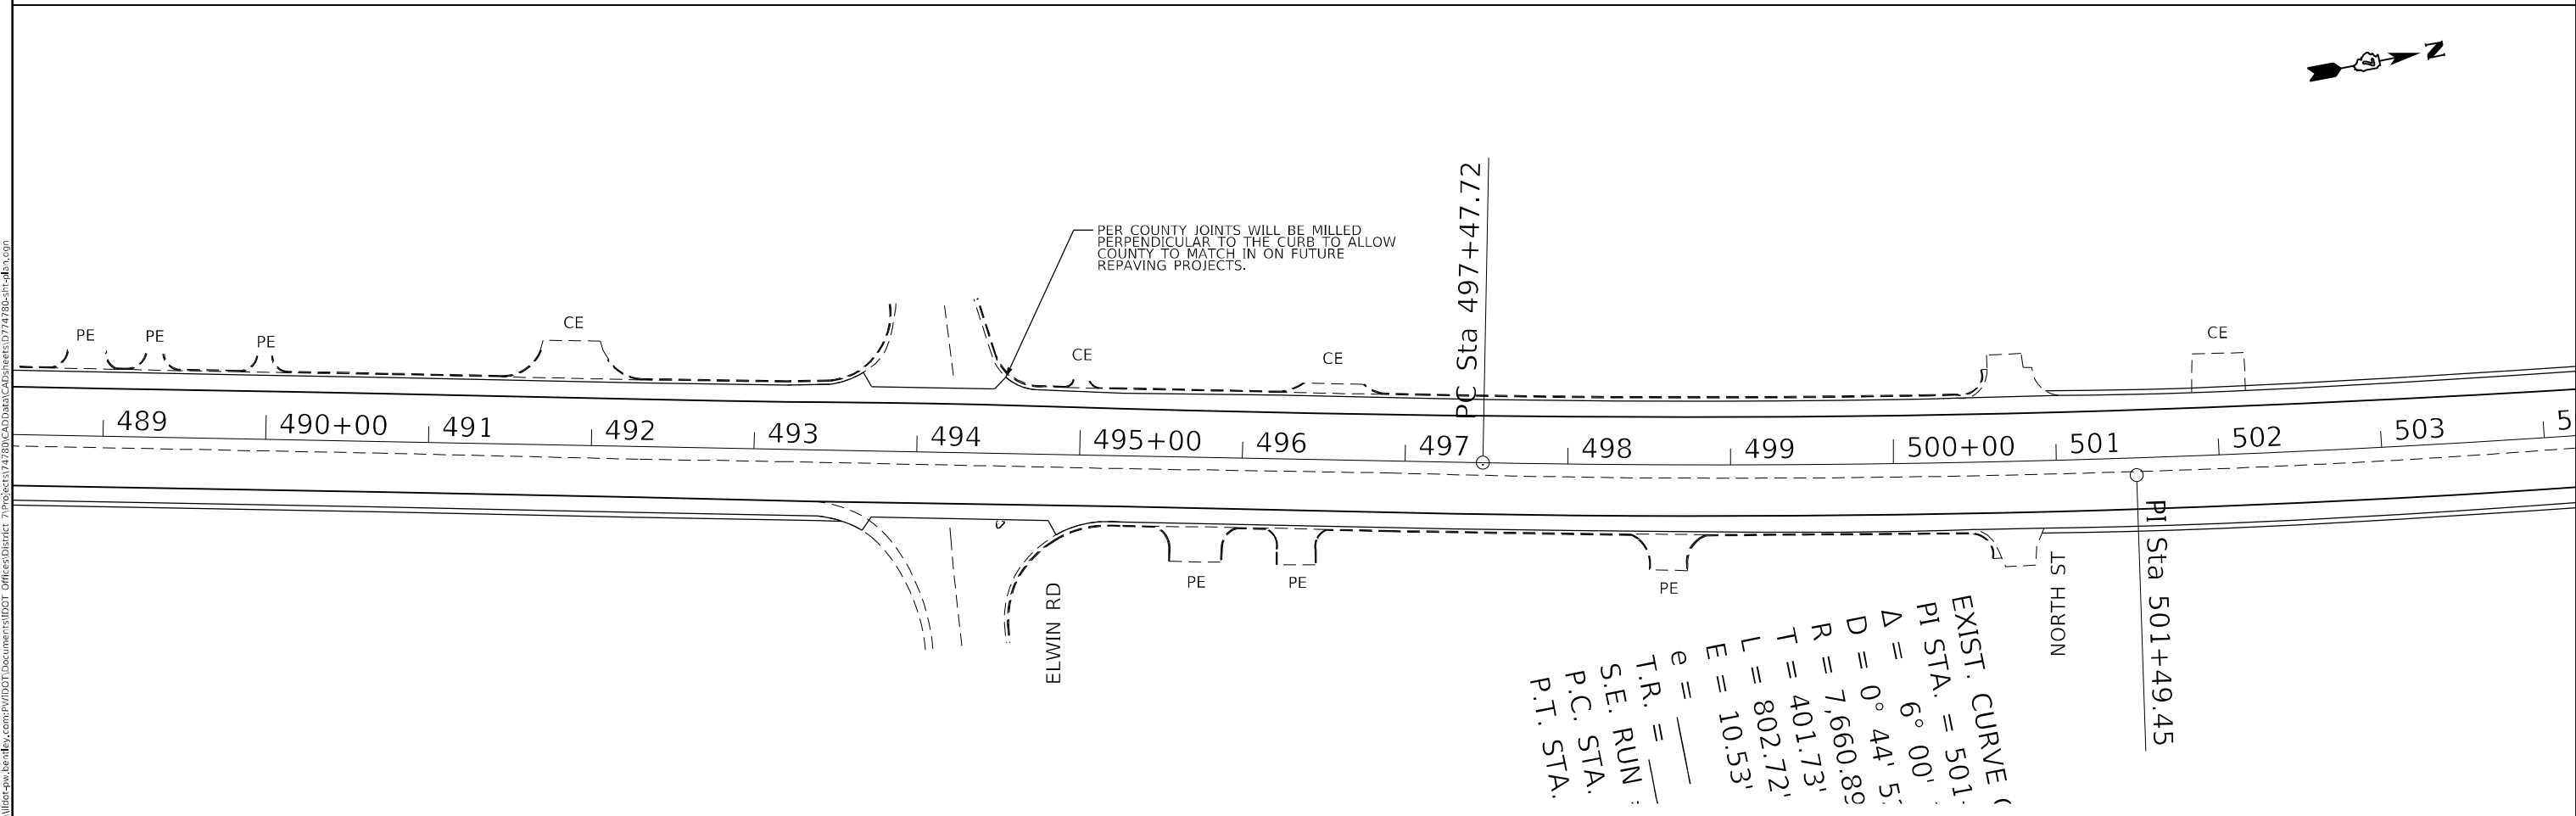 N
PER COUNTY JOINTS WILL BE MILLED
PERPENDICULAR TO THE CURB TO ALLOW
COUNTY TO MATCH IN ON FUTURE
REPAVING PROJECTS.
PC Sta 497+47.72
PE
PE
PE
CE
CE
CE
CE
489
490+00
491
492
493
494
495+00
496
497
498
499
500+00
501
502
503
5
PE
PE
PE
ELWIN RD
NORTH ST
PI Sta 501+49.45
EXIST. CURVE
PI STA. = 501
Δ = 6° 00'
D = 0° 44'
R = 7,660.89
T = 401.73'
L = 802.72'
E = 10.53'
e =
T.R. =
S.E. RUN
P.C. STA.
P.T. STA.